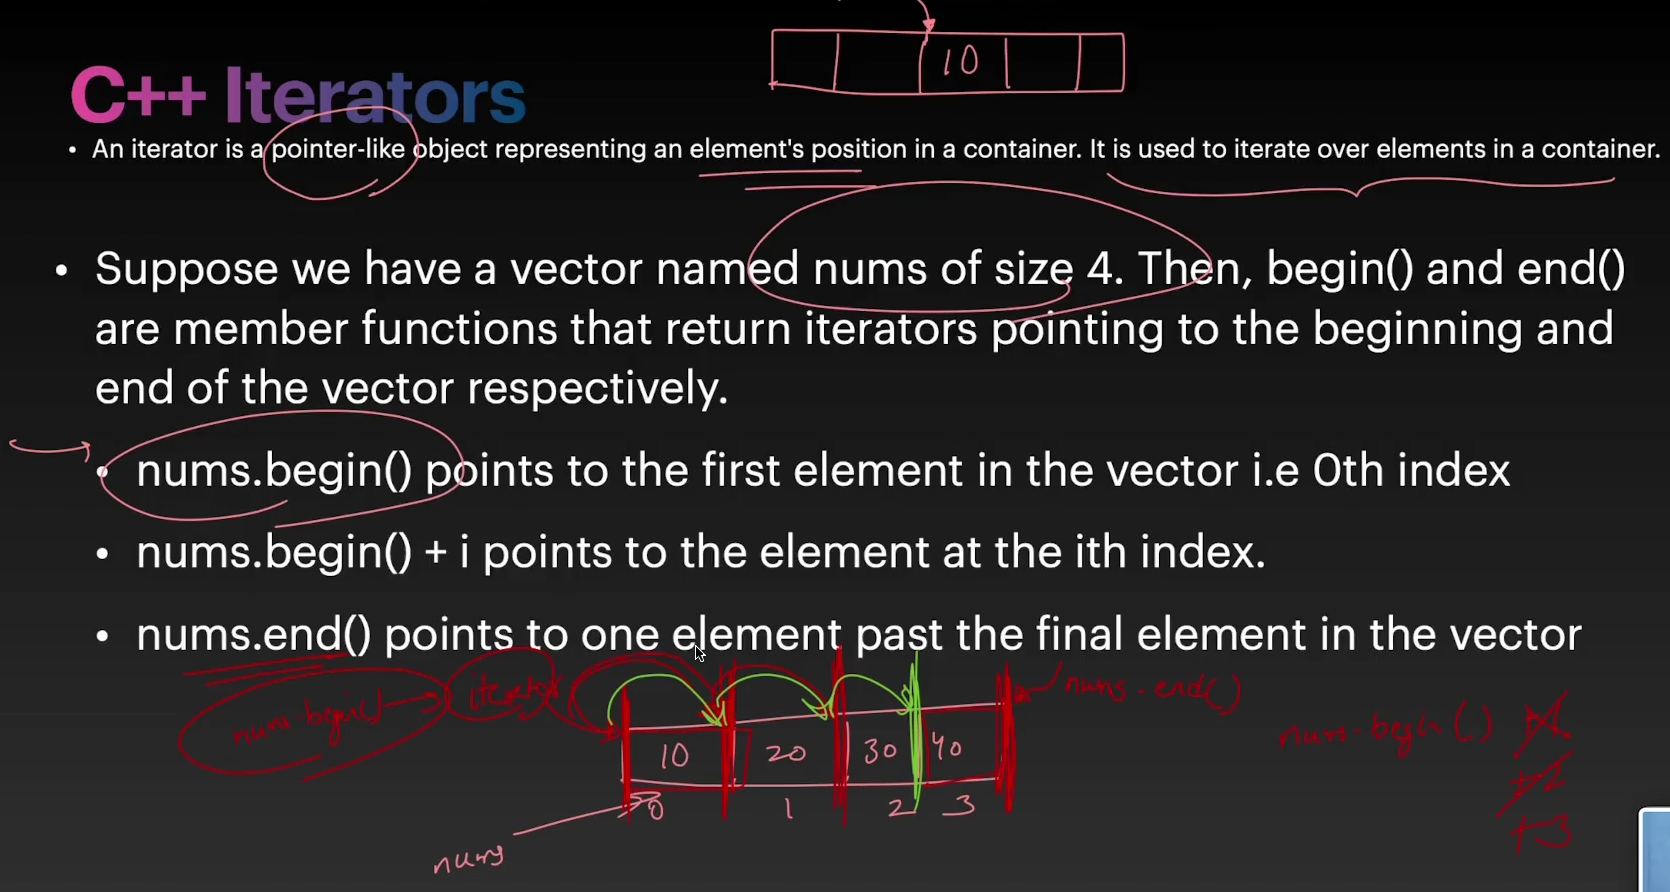 10
C++ Iterators
• An iterator is a pointer-like object representing an element's position in a container. It is used to iterate over elements in a container.
• Suppose we have a vector named nums of size 4. Then, begin() and end()
are member functions that return iterators pointing to the beginning and
end of the vector respectively.
• nums.begin() points to the first element in the vector i.e 0th index
• nums.begin() + i points to the element at the ith index.
• nums.end() points to one element past the final element in the vector
nums.begin() iterator
nums.end()
nums.begin() +1
+2
+3
10 20 30 40
0 1 2 3
nums